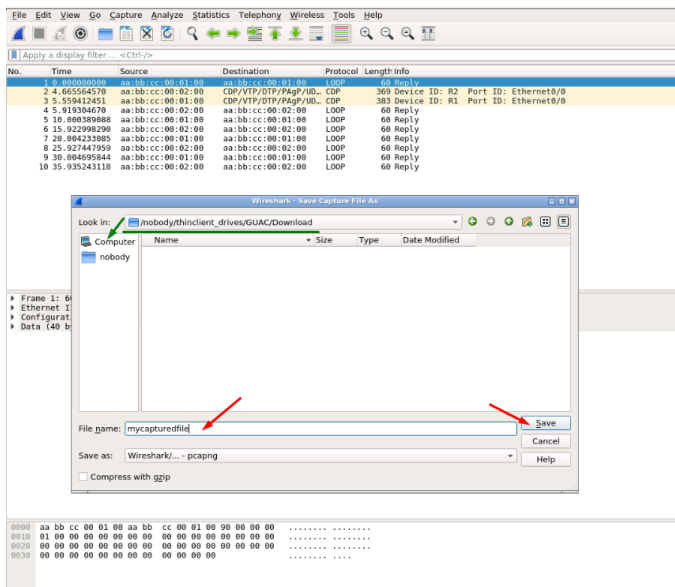 File Edit View Go Capture Analyze Statistics Telephony Wireless Tools Help
Apply a display filter ... <Ctrl-/>
No. Time Source Destination Protocol Length Info
1 0.000000000 aa:bb:cc:00:01:00 aa:bb:cc:00:01:00 LOOP 60 Reply
2 4.665564570 aa:bb:cc:00:02:00 CDP/VTP/DTP/PAgP/UD… CDP 369 Device ID: R2 Port ID: Ethernet0/0
3 5.559412451 aa:bb:cc:00:01:00 CDP/VTP/DTP/PAgP/UD… CDP 383 Device ID: R1 Port ID: Ethernet0/0
4 5.919304670 aa:bb:cc:00:02:00 aa:bb:cc:00:02:00 LOOP 60 Reply
5 10.000389088 aa:bb:cc:00:01:00 aa:bb:cc:00:01:00 LOOP 60 Reply
6 15.922998290 aa:bb:cc:00:02:00 aa:bb:cc:00:02:00 LOOP 60 Reply
7 20.004233085 aa:bb:cc:00:01:00 aa:bb:cc:00:01:00 LOOP 60 Reply
8 25.927447959 aa:bb:cc:00:02:00 aa:bb:cc:00:02:00 LOOP 60 Reply
9 30.004695844 aa:bb:cc:00:01:00 aa:bb:cc:00:01:00 LOOP 60 Reply
10 35.935243118 aa:bb:cc:00:02:00 aa:bb:cc:00:02:00 LOOP 60 Reply
Wireshark · Save Capture File As
Look in: /nobody/thinclient_drives/GUAC/Download
Computer
nobody
Name Size Type Date Modified
Frame 1: 6
Ethernet I
Configurat
Data (40 b
File name: mycapturedfile
Save
Cancel
Save as: Wireshark/... - pcapng
Help
Compress with gzip
0000 aa bb cc 00 01 00 aa bb cc 00 01 00 90 00 00 00 ........ ........
0010 01 00 00 00 00 00 00 00 00 00 00 00 00 00 00 00 ........ ........
0020 00 00 00 00 00 00 00 00 00 00 00 00 00 00 00 00 ........ ........
0030 00 00 00 00 00 00 00 00 00 00 00 00 ........ ....